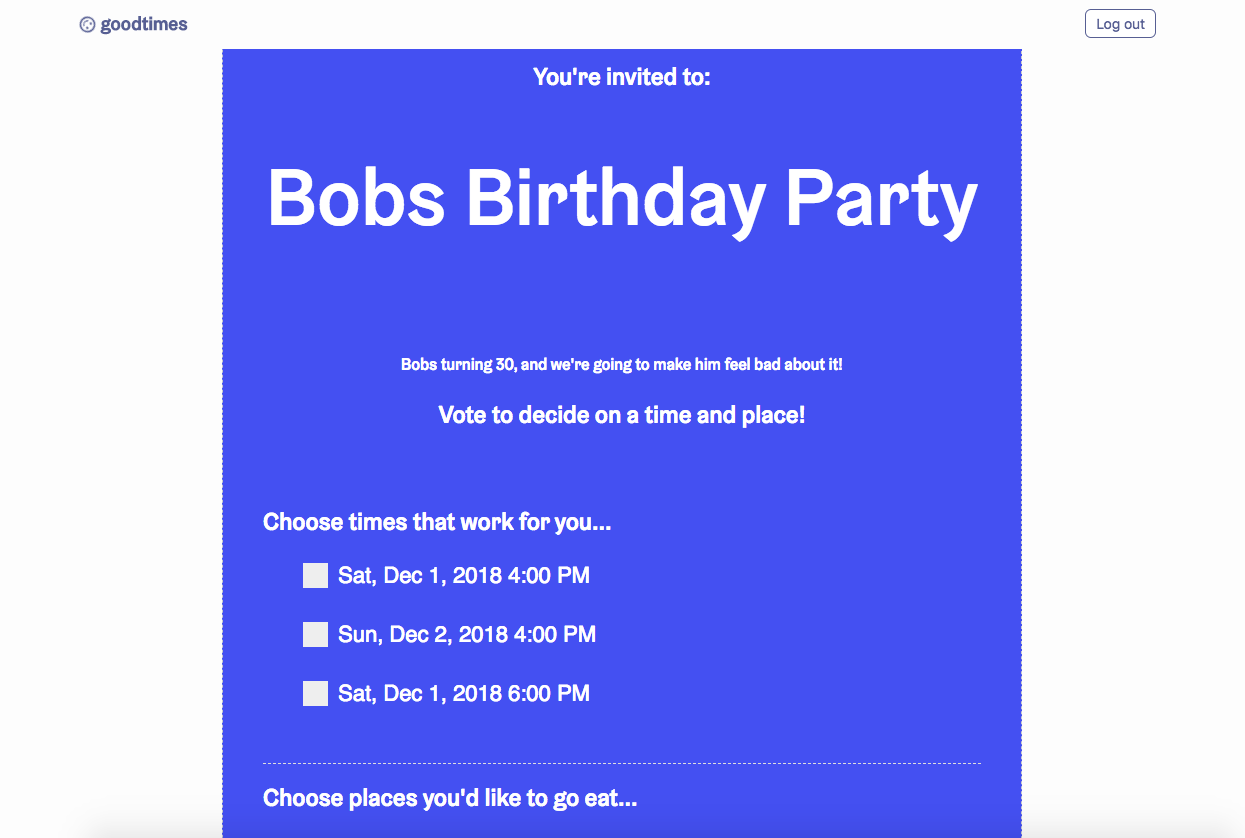 goodtimes
Log out
You're invited to:
Bobs Birthday Party
Bobs turning 30, and we're going to make him feel bad about it!
Vote to decide on a time and place!
Choose times that work for you...
Sat, Dec 1, 2018 4:00 PM
Sun, Dec 2, 2018 4:00 PM
Sat, Dec 1, 2018 6:00 PM
Choose places you'd like to go eat...